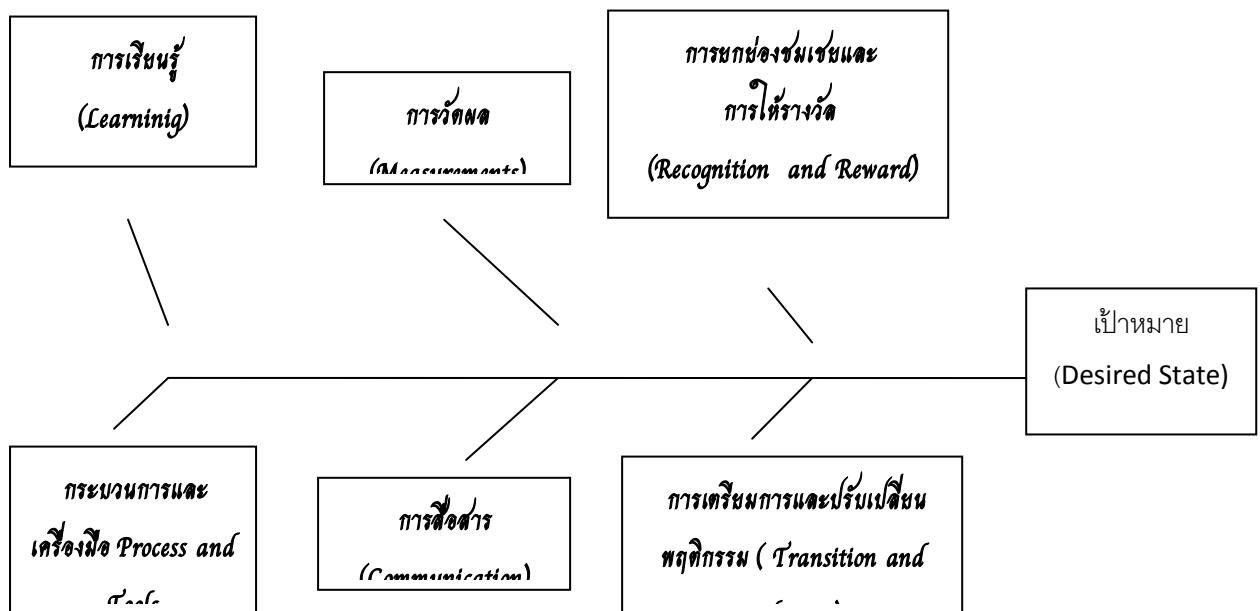 การเรียนรู้
(Learninig)
การวัดผล
(Measurements)
การยกย่องชมเชยและ
การให้รางวัล
(Recognition and Reward)
เป้าหมาย
(Desired State)
กระบวนการและ
เครื่องมือ Process and
Tools
การสื่อสาร
(Communication)
การเตรียมการและปรับเปลี่ยน
พฤติกรรม ( Transition and